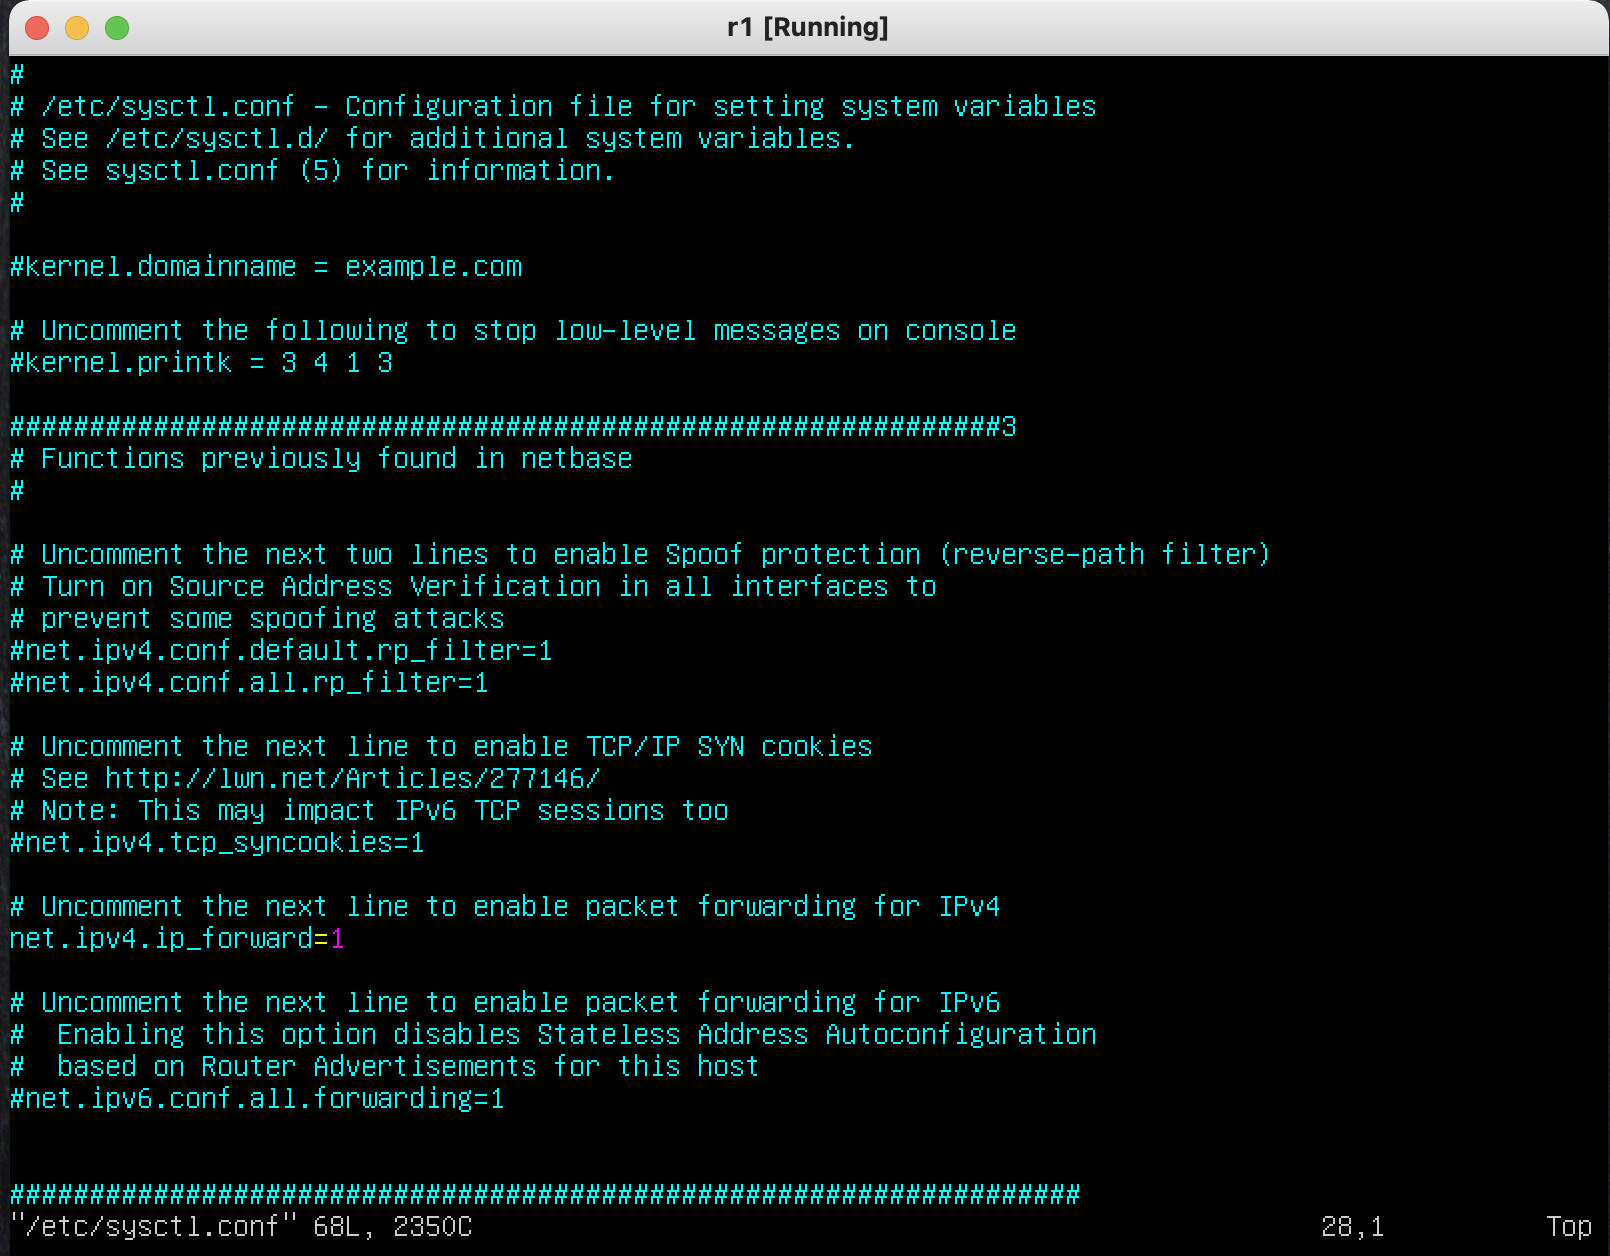 r1 [Running]
#
# /etc/sysctl.conf - Configuration file for setting system variables
# See /etc/sysctl.d/ for additional system variables.
# See sysctl.conf (5) for information.
#
#kernel.domainname = example.com
# Uncomment the following to stop low-level messages on console
#kernel.printk = 3 4 1 3
##############################################################3
# Functions previously found in netbase
#
# Uncomment the next two lines to enable Spoof protection (reverse-path filter)
# Turn on Source Address Verification in all interfaces to
# prevent some spoofing attacks
#net.ipv4.conf.default.rp_filter=1
#net.ipv4.conf.all.rp_filter=1
# Uncomment the next line to enable TCP/IP SYN cookies
# See http://lwn.net/Articles/277146/
# Note: This may impact IPv6 TCP sessions too
#net.ipv4.tcp_syncookies=1
# Uncomment the next line to enable packet forwarding for IPv4
net.ipv4.ip_forward=1
# Uncomment the next line to enable packet forwarding for IPv6
#  Enabling this option disables Stateless Address Autoconfiguration
#  based on Router Advertisements for this host
#net.ipv6.conf.all.forwarding=1
###################################################################
"/etc/sysctl.conf" 68L, 2350C 28,1 Top